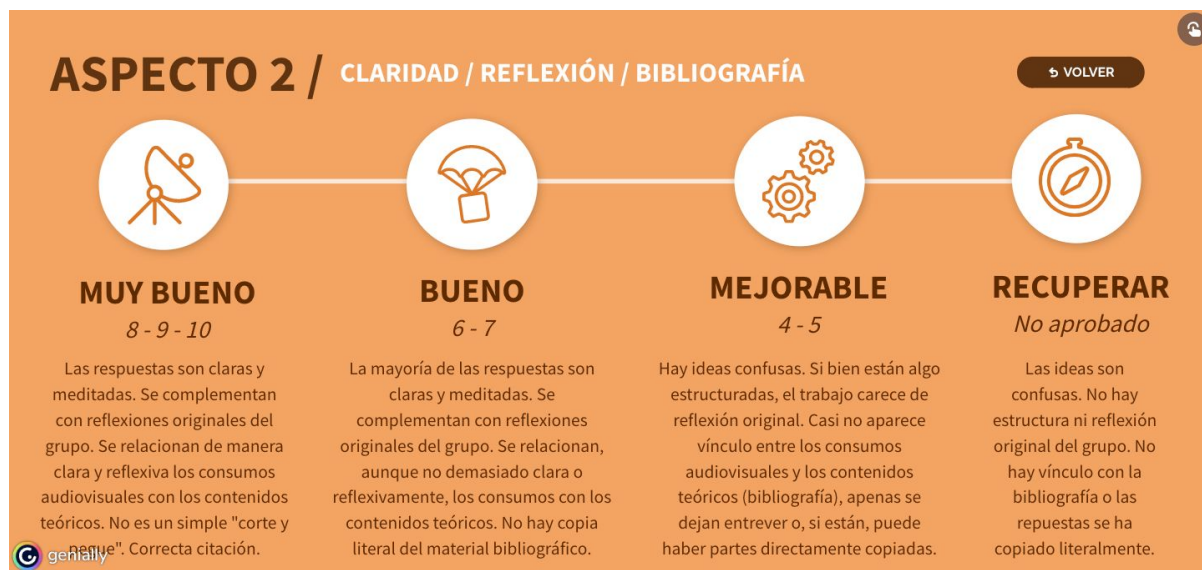 ASPECTO 2 / CLARIDAD / REFLEXIÓN / BIBLIOGRAFÍA
VOLVER
MUY BUENO
8 - 9 - 10
Las respuestas son claras y
meditadas. Se complementan
con reflexiones originales del
grupo. Se relacionan de manera
clara y reflexiva los consumos
audiovisuales con los contenidos
teóricos. No es un simple "corte y
pegue". Correcta citación.
BUENO
6 - 7
La mayoría de las respuestas son
claras y meditadas. Se
complementan con reflexiones
originales del grupo. Se relacionan,
aunque no demasiado clara o
reflexivamente, los consumos con los
contenidos teóricos. No hay copia
literal del material bibliográfico.
MEJORABLE
4 - 5
Hay ideas confusas. Si bien están algo
estructuradas, el trabajo carece de
reflexión original. Casi no aparece
vínculo entre los consumos
audiovisuales y los contenidos
teóricos (bibliografía), apenas se
dejan entrever o, si están, puede
haber partes directamente copiadas.
RECUPERAR
No aprobado
Las ideas son
confusas. No hay
estructura ni reflexión
original del grupo. No
hay vínculo con la
bibliografía o las
repuestas se ha
copiado literalmente.
genially